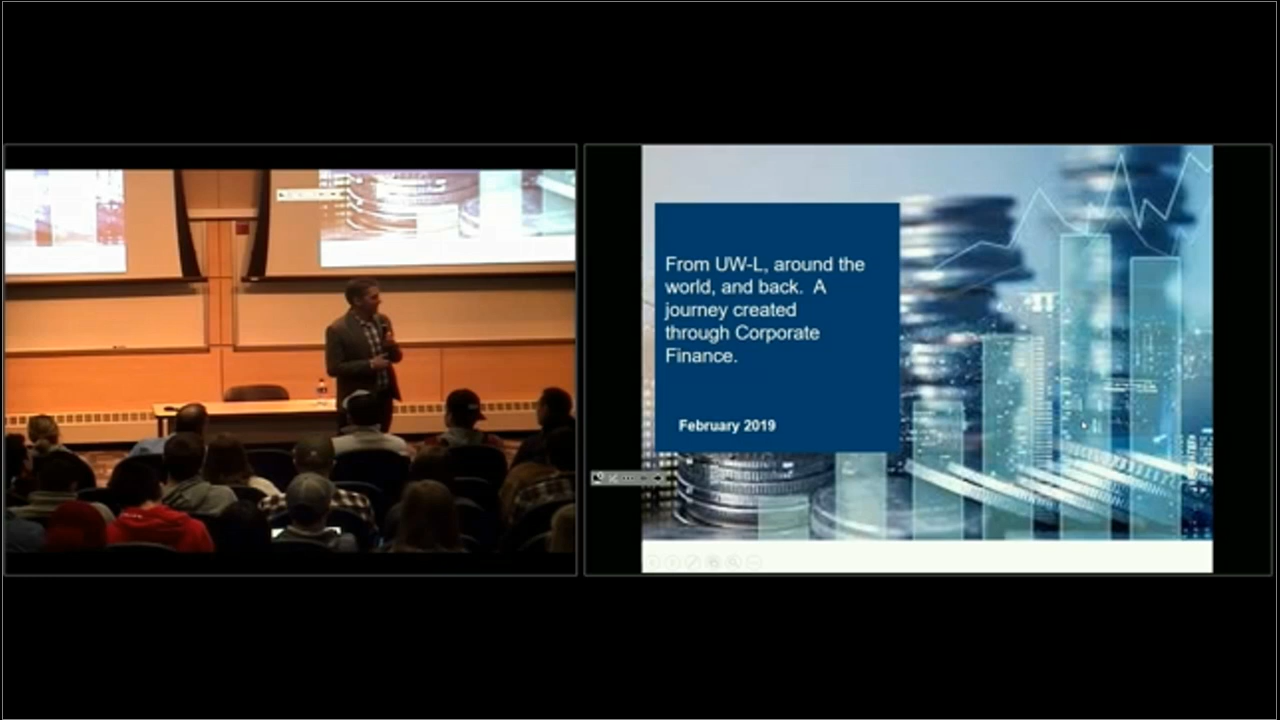 From UW-L, around the
world, and back.  A
journey created
through Corporate
Finance.
February 2019